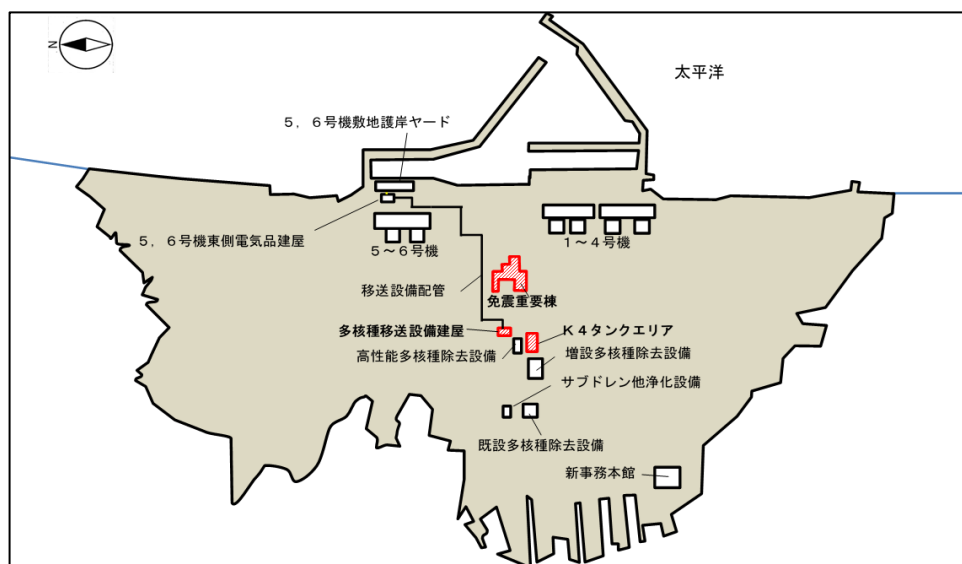 N
太平洋
５，６号機敷地護岸ヤード
５，６号機東側電気品建屋
５～６号機
１～４号機
移送設備配管
免震重要棟
多核種移送設備建屋
Ｋ４タンクエリア
高性能多核種除去設備
増設多核種除去設備
サブドレン他浄化設備
既設多核種除去設備
新事務本館